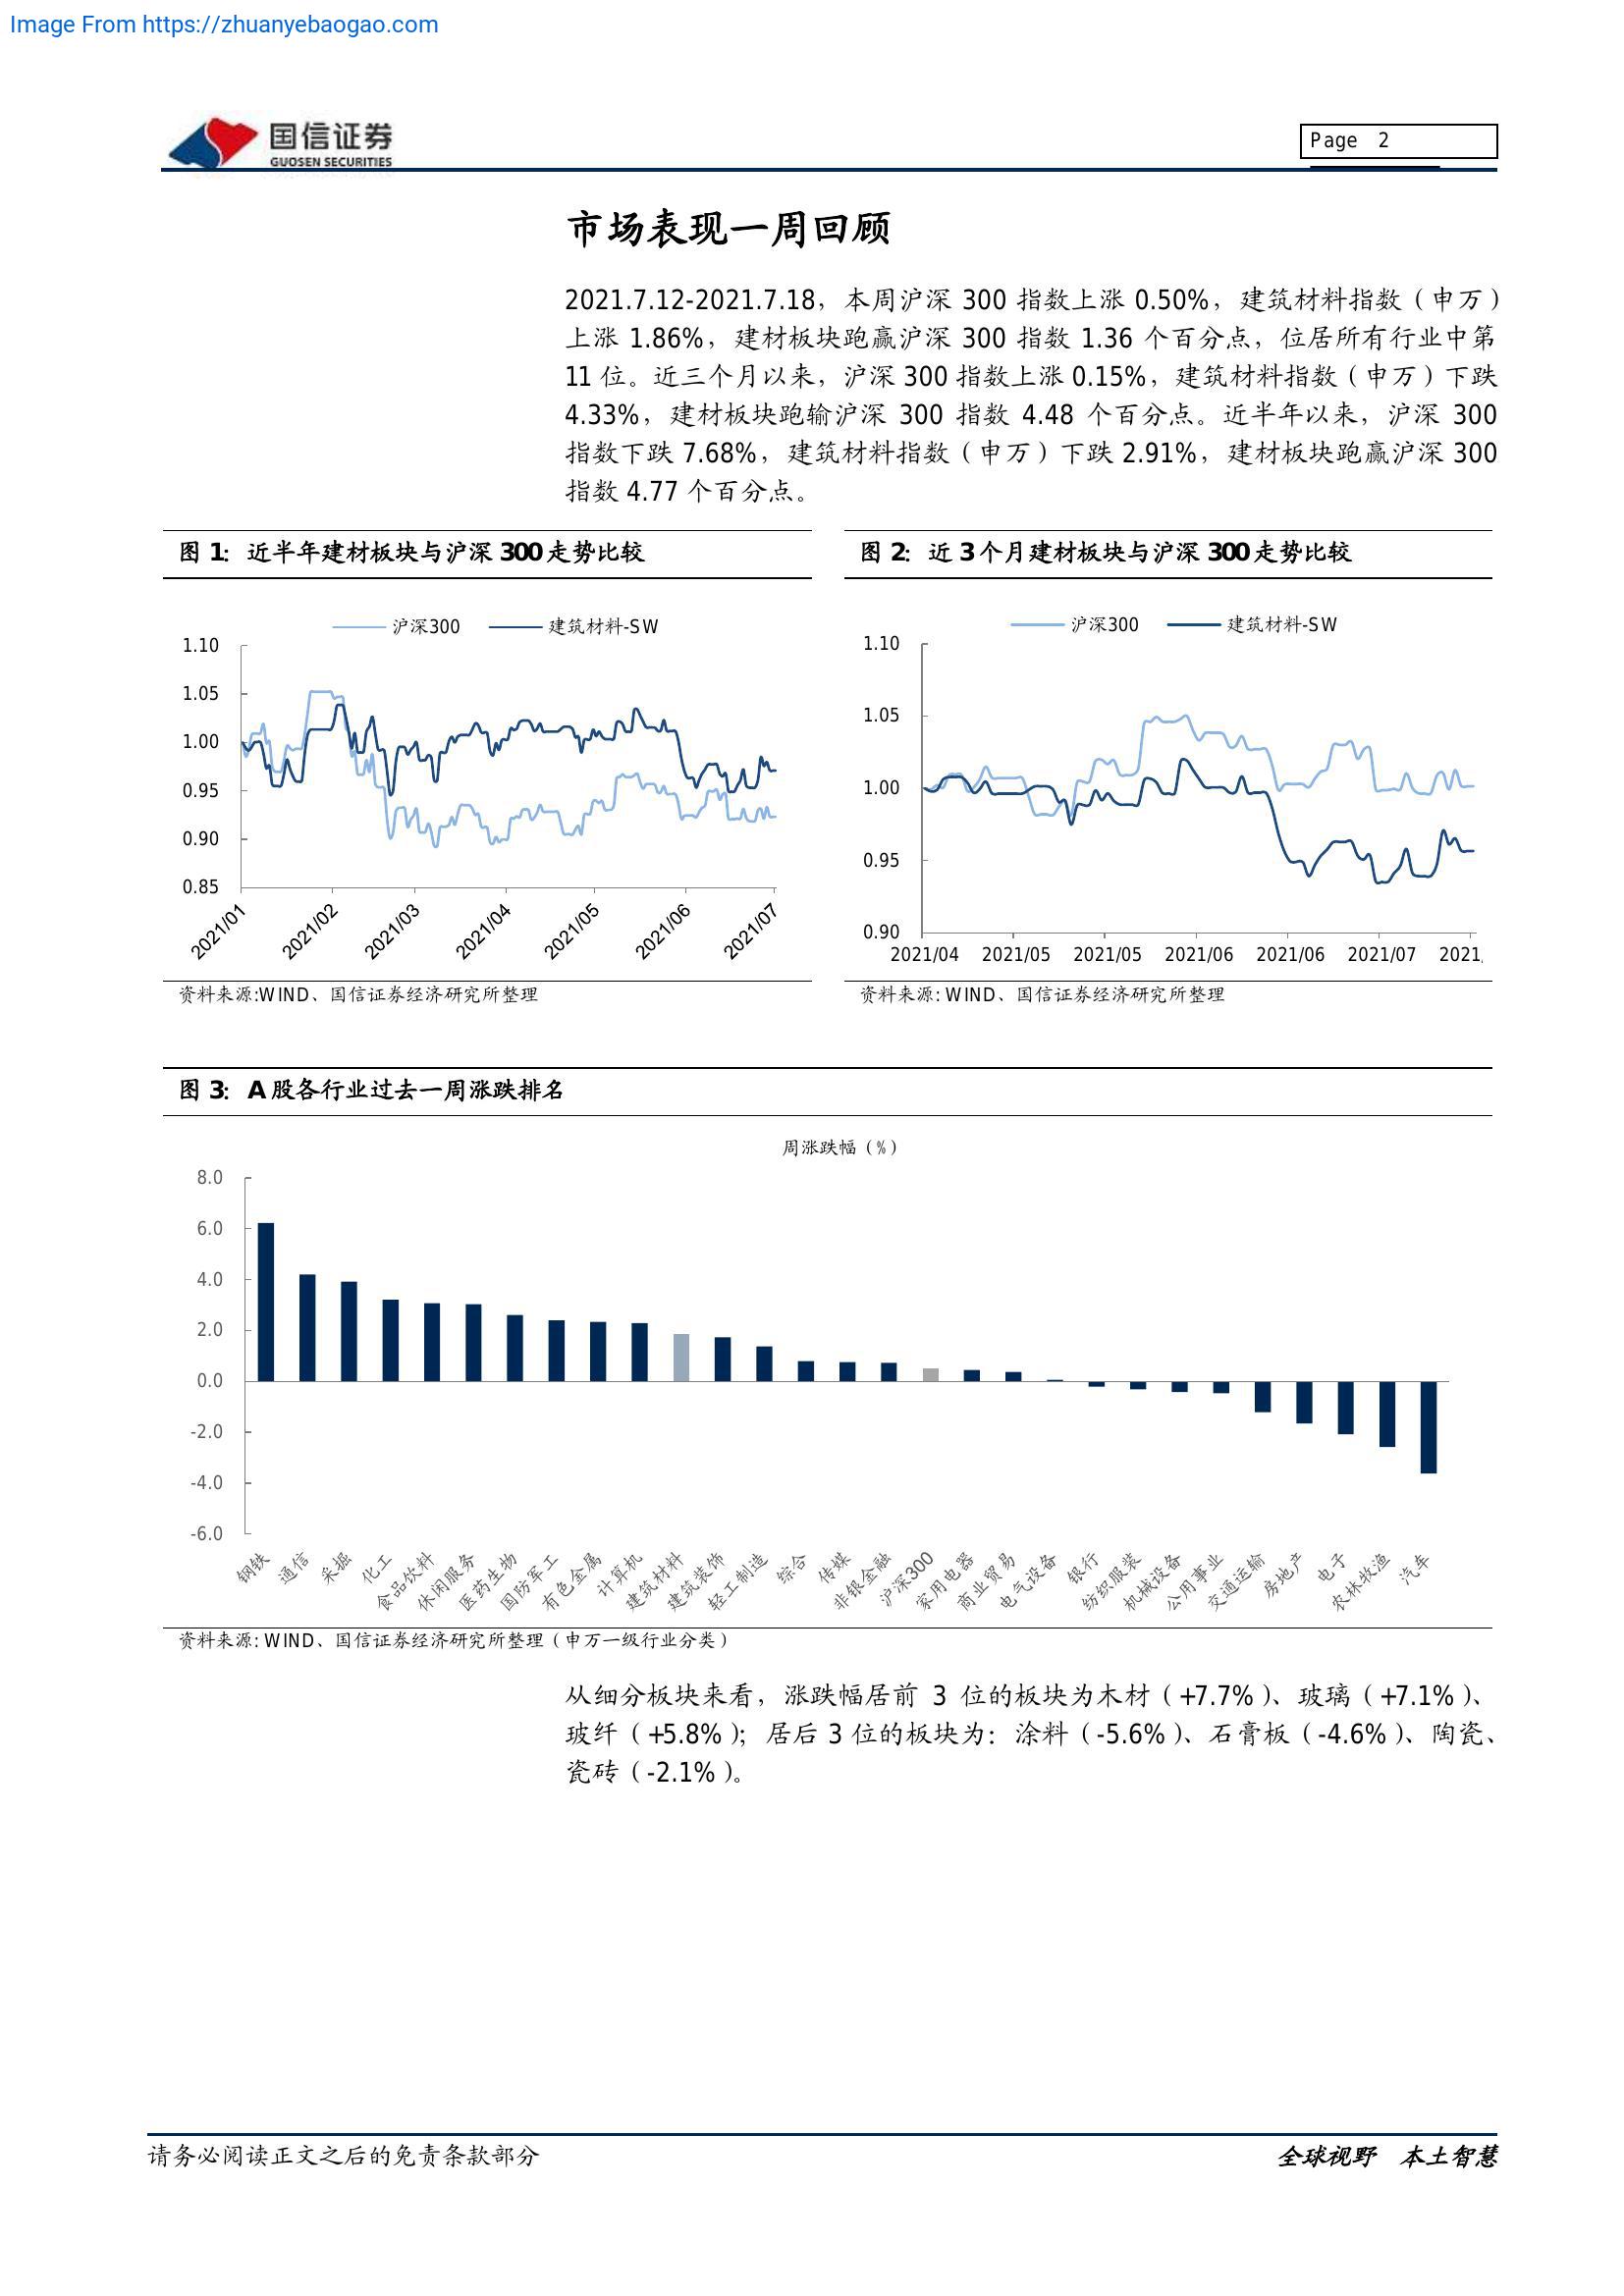 Image From https://zhuanyebaogao.com
国信证券
GUOSEN SECURITIES
Page 2
市场表现一周回顾
2021.7.12-2021.7.18，本周沪深 300 指数上涨 0.50%，建筑材料指数（申万）
上涨 1.86%，建材板块跑赢沪深 300 指数 1.36 个百分点，位居所有行业中第
11 位。近三个月以来，沪深 300 指数上涨 0.15%，建筑材料指数（申万）下跌
4.33%，建材板块跑输沪深 300 指数 4.48 个百分点。近半年以来，沪深 300
指数下跌 7.68%，建筑材料指数（申万）下跌 2.91%，建材板块跑赢沪深 300
指数 4.77 个百分点。
图 1：近半年建材板块与沪深 300 走势比较
沪深300 建筑材料-SW
1.10
1.05
1.00
0.95
0.90
0.85
2021/01 2021/02 2021/03 2021/04 2021/05 2021/06 2021/07
资料来源:WIND、国信证券经济研究所整理
图 2：近 3 个月建材板块与沪深 300 走势比较
沪深300 建筑材料-SW
1.10
1.05
1.00
0.95
0.90
2021/04 2021/05 2021/05 2021/06 2021/06 2021/07 2021,
资料来源: WIND、国信证券经济研究所整理
图 3：A 股各行业过去一周涨跌排名
周涨跌幅（%）
8.0
6.0
4.0
2.0
0.0
-2.0
-4.0
-6.0
钢铁 通信 采掘 化工 食品饮料 休闲服务 医药生物 国防军工 有色金属 计算机 建筑材料 建筑装饰 轻工制造 综合 传媒 非银金融 沪深300 家用电器 商业贸易 电气设备 银行 纺织服装 机械设备 公用事业 交通运输 房地产 电子 农林牧渔 汽车
资料来源: WIND、国信证券经济研究所整理（申万一级行业分类）
从细分板块来看，涨跌幅居前 3 位的板块为木材（+7.7%）、玻璃（+7.1%）、
玻纤（+5.8%）；居后 3 位的板块为：涂料（-5.6%）、石膏板（-4.6%）、陶瓷、
瓷砖（-2.1%）。
请务必阅读正文之后的免责条款部分
全球视野 本土智慧